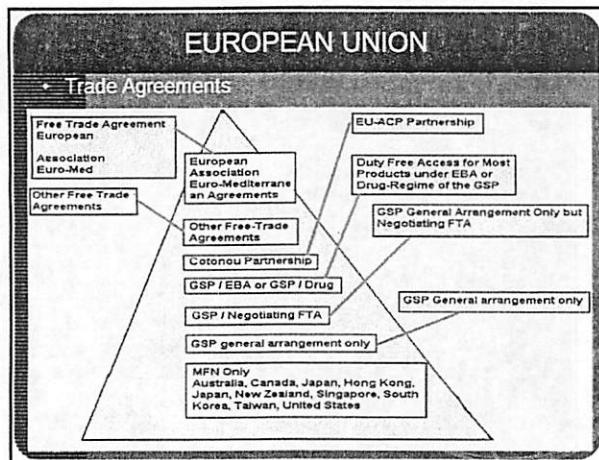 EUROPEAN UNION
• Trade Agreements
Free Trade Agreement
European
Association
Euro-Med
Other Free Trade
Agreements
European
Association
Euro-Mediterrane
an Agreements
Other Free-Trade
Agreements
Cotonou Partnership
GSP / EBA or GSP / Drug
GSP / Negotiating FTA
GSP general arrangement only
MFN Only
Australia, Canada, Japan, Hong Kong,
Japan, New Zealand, Singapore, South
Korea, Taiwan, United States
EU-ACP Partnership
Duty Free Access for Most
Products under EBA or
Drug-Regime of the GSP
GSP General Arrangement Only but
Negotiating FTA
GSP General arrangement only